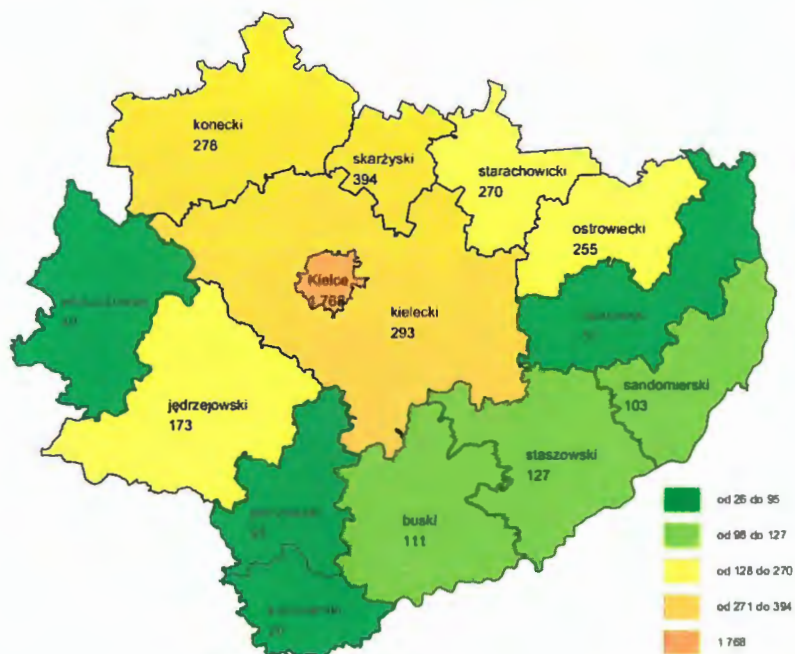 konecki
278
skarżyski
394
starachowicki
270
ostrowiecki
255
Kielce
1 768
kielecki
293
jędrzejowski
173
sandomierski
103
staszowski
127
buski
111
od 26 do 95
od 98 do 127
od 128 do 270
od 271 do 394
1 768